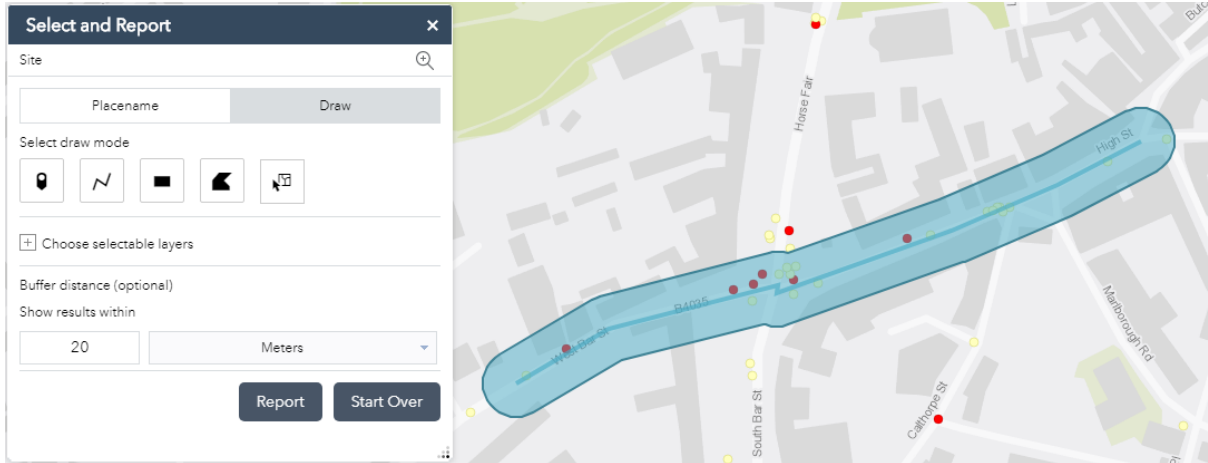 Select and Report
×
Site
Placename
Draw
Select draw mode
Choose selectable layers
Buffer distance (optional)
Show results within
20
Meters
Report
Start Over
Horse Fair
High St
B4035
West Bar St
South Bar St
Calthorpe St
Marlborough Rd